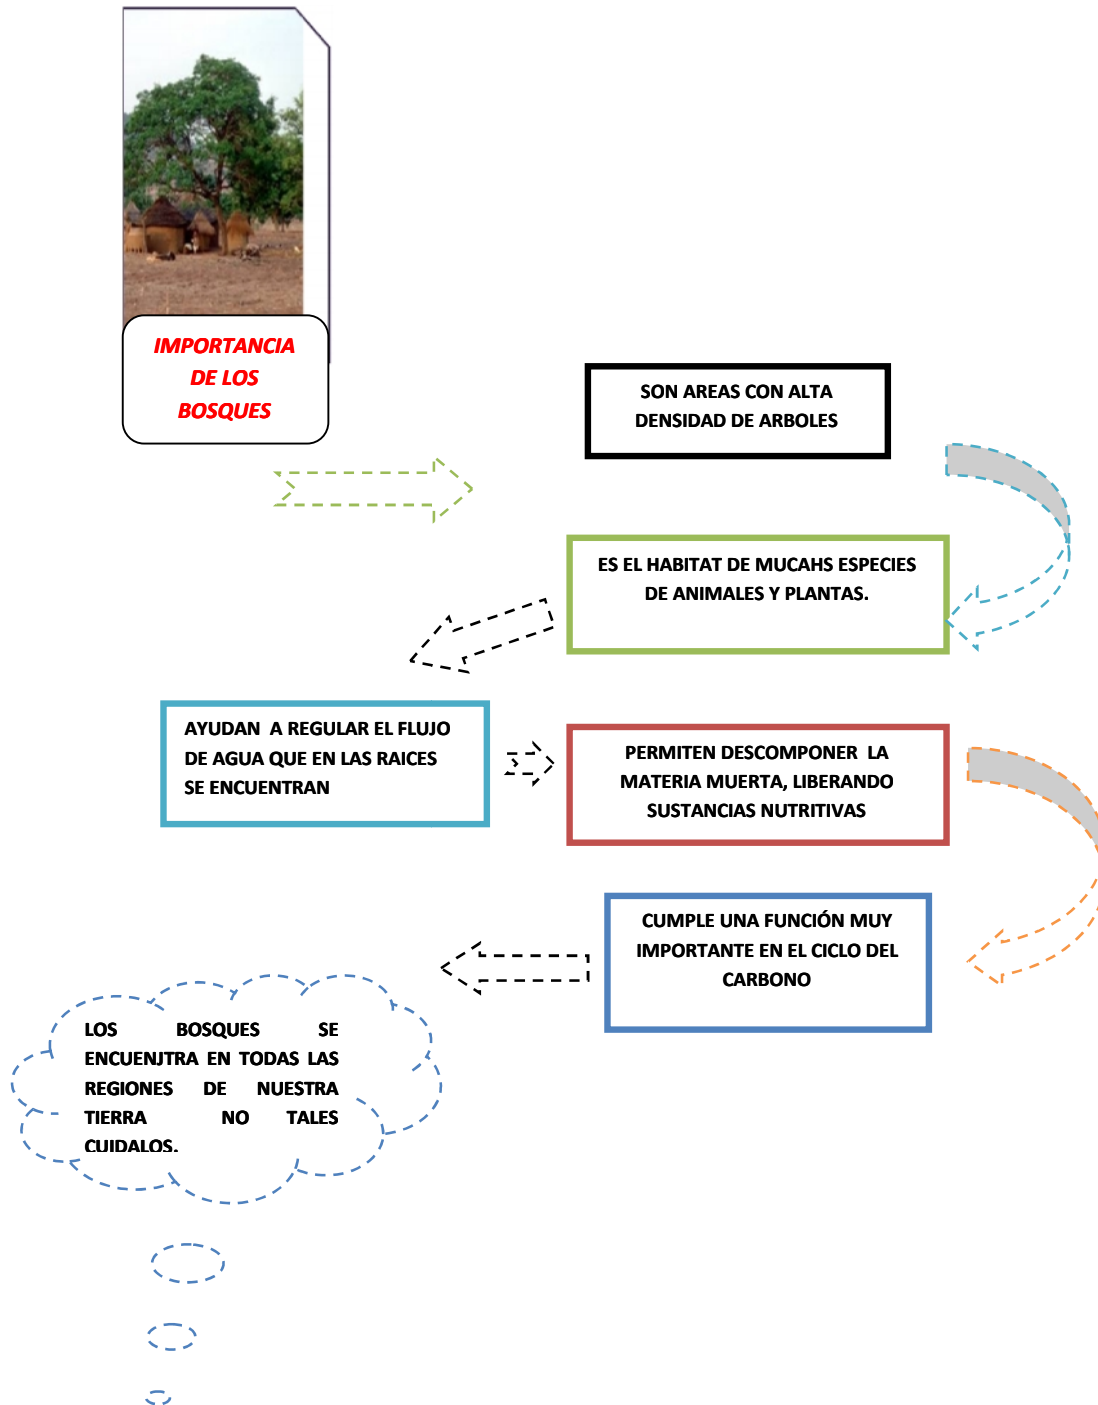 IMPORTANCIA
DE LOS
BOSQUES
SON AREAS CON ALTA
DENSIDAD DE ARBOLES
ES EL HABITAT DE MUCAHS ESPECIES
DE ANIMALES Y PLANTAS.
AYUDAN A REGULAR EL FLUJO
DE AGUA QUE EN LAS RAICES
SE ENCUENTRAN
PERMITEN DESCOMPONER LA
MATERIA MUERTA, LIBERANDO
SUSTANCIAS NUTRITIVAS
CUMPLE UNA FUNCIÓN MUY
IMPORTANTE EN EL CICLO DEL
CARBONO
LOS BOSQUES SE
ENCUENJTRA EN TODAS LAS
REGIONES DE NUESTRA
TIERRA NO TALES
CUIDALOS.